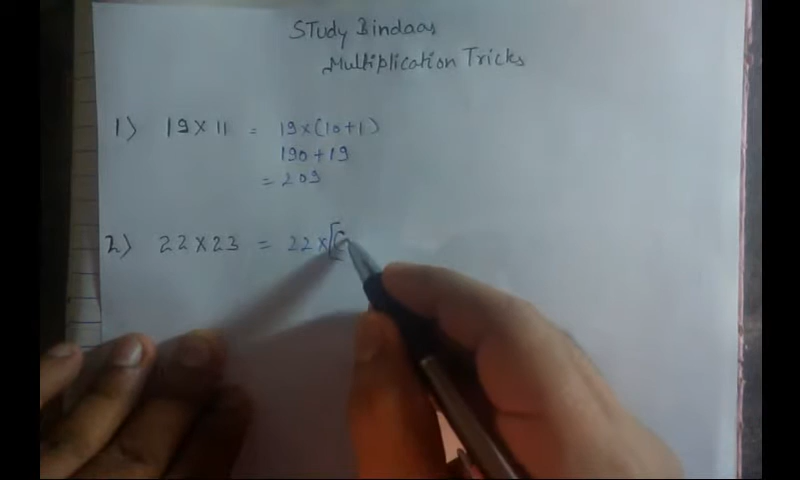 STudy Bindaas
Multiplication Tricks
1) 19 x 11 = 19 x (10+1)
190 + 19
= 209
2) 22 x 23 = 22 x [(